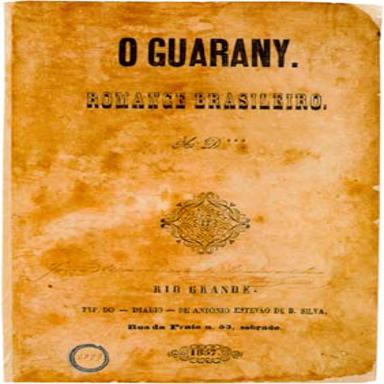 O GUARANY.
ROMANCE BRASILEIRO.
A D***
RIO GRANDE.
TYP. DO — DIARIO — DE ANTONIO ESTEVÃO DE B. SILVA,
Rua da Praia n. 53, sobrado.
1857.